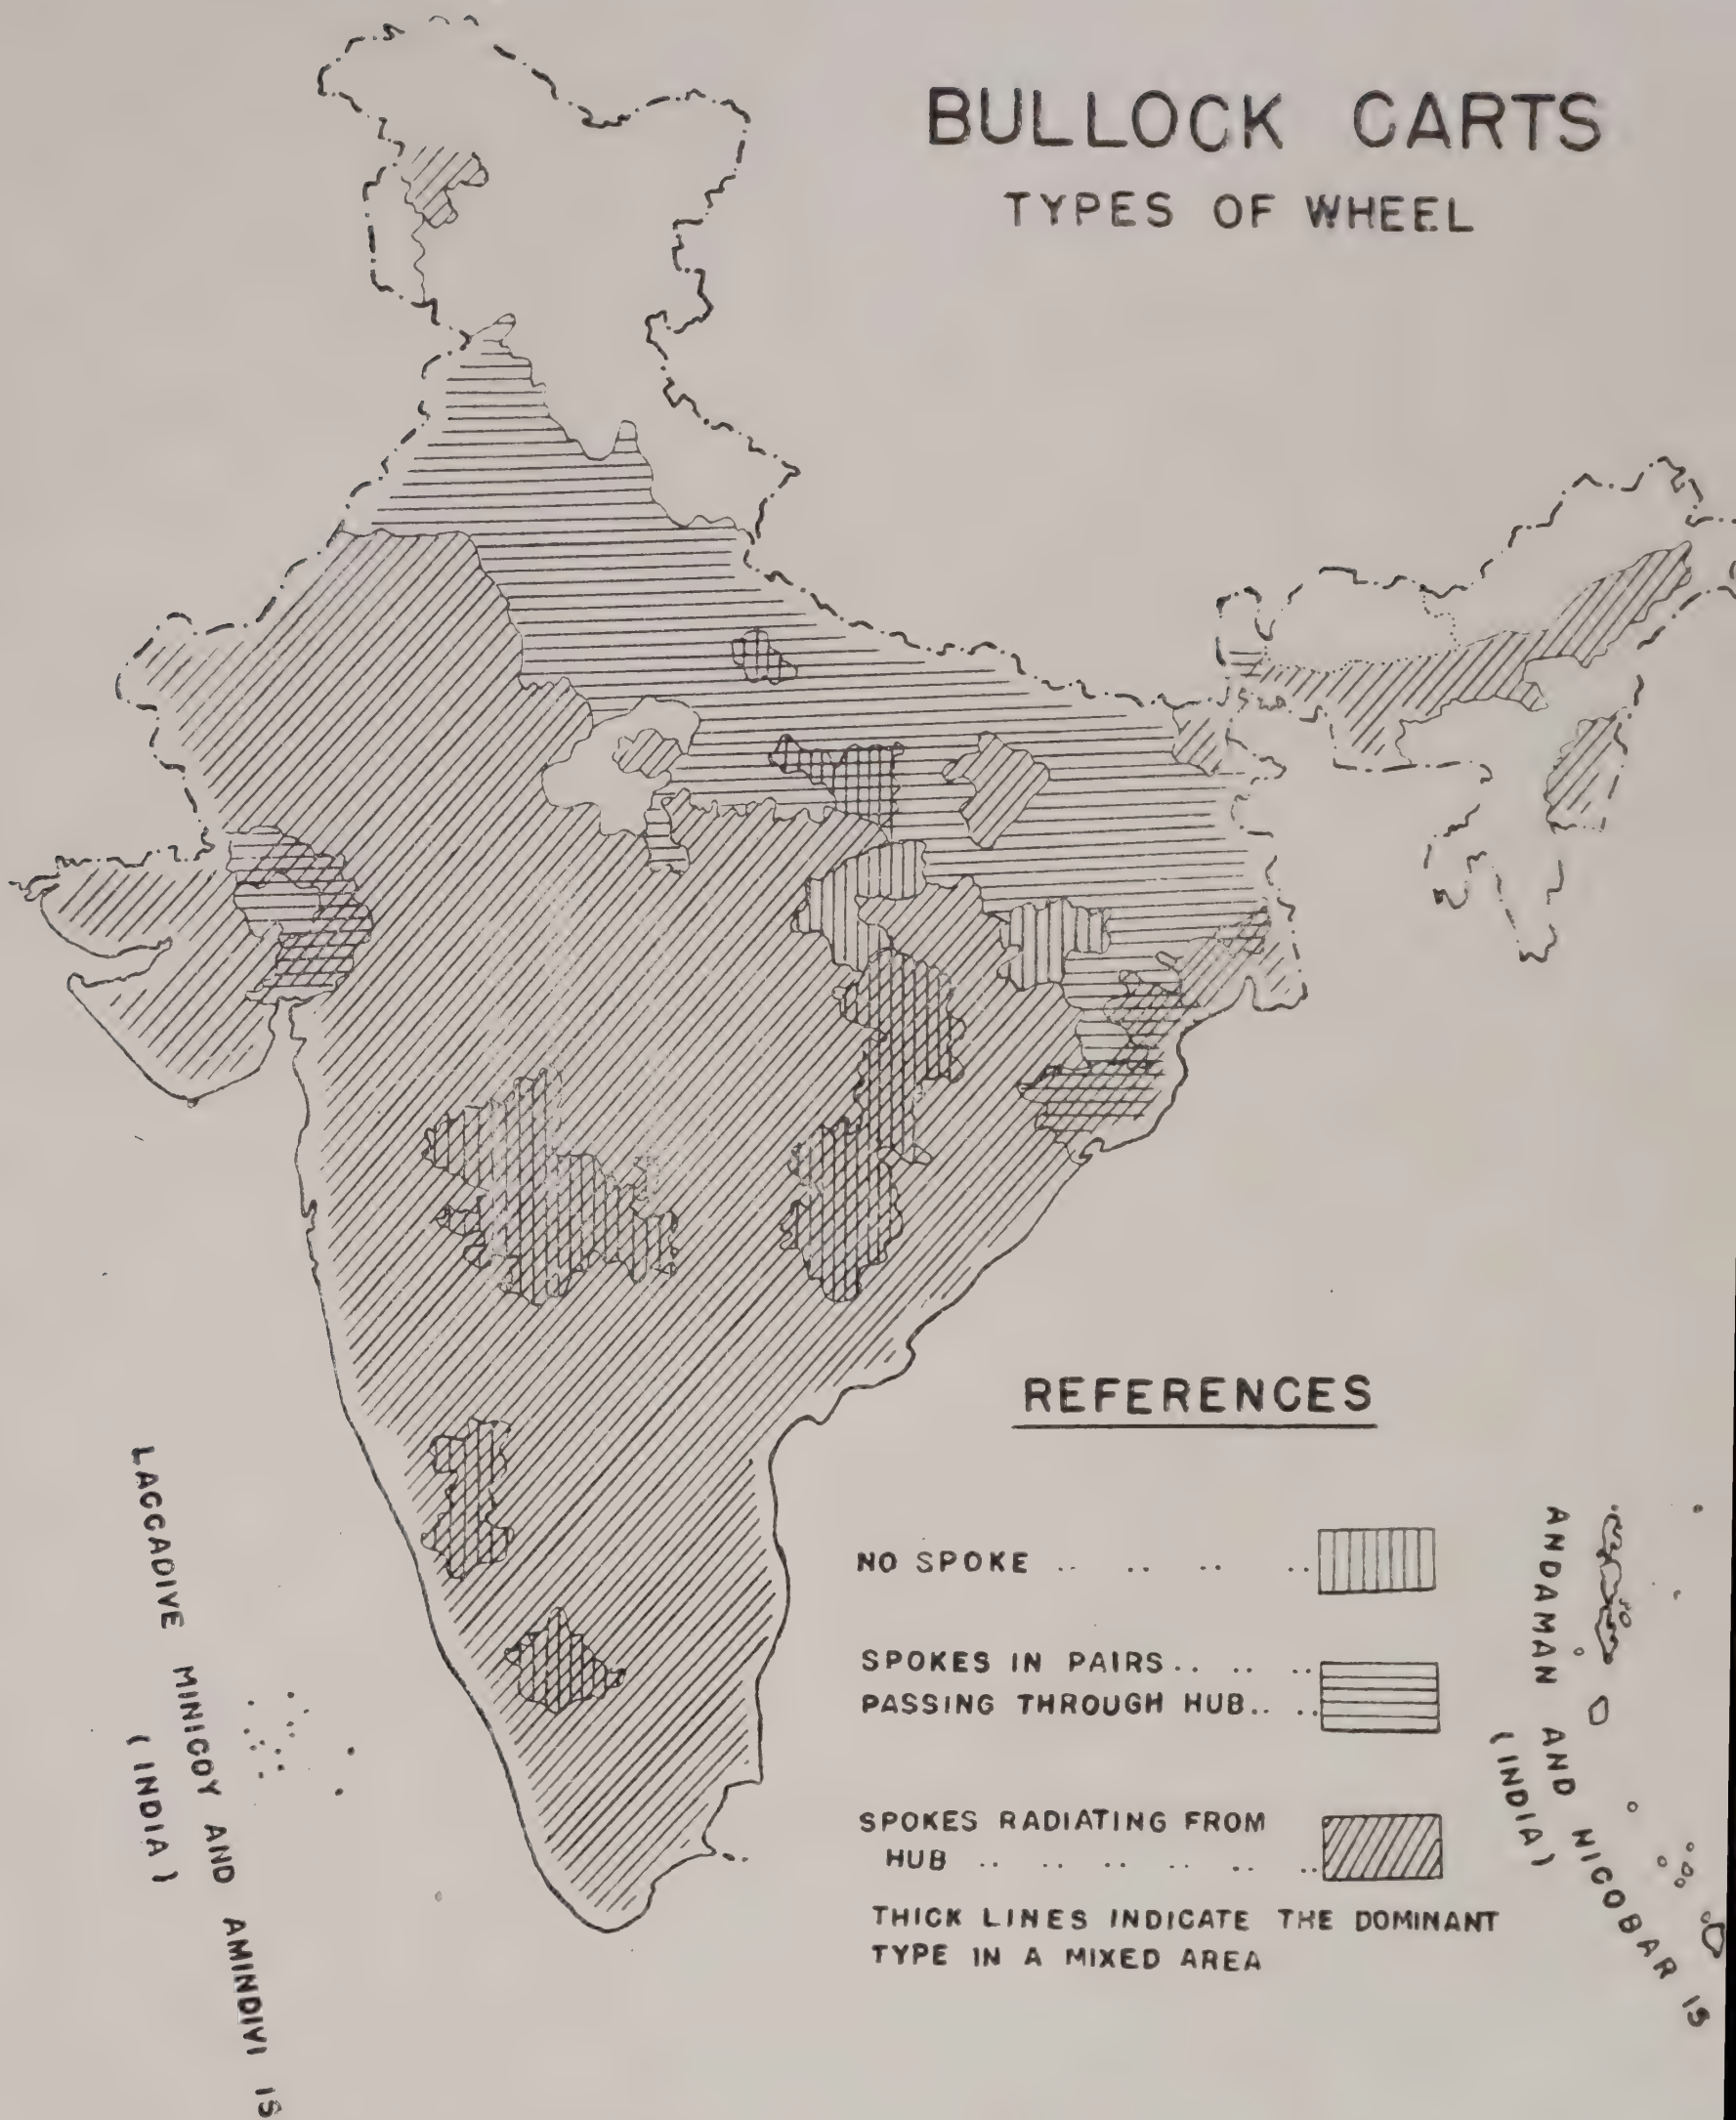 BULLOCK CARTS
TYPES OF WHEEL
REFERENCES
NO SPOKE .. .. .. ..
SPOKES IN PAIRS.. .. ..
PASSING THROUGH HUB.. ..
SPOKES RADIATING FROM
HUB .. .. .. .. .. ..
THICK LINES INDICATE THE DOMINANT
TYPE IN A MIXED AREA
LACCADIVE MINICOY AND AMINDIVI IS
(INDIA)
ANDAMAN AND NICOBAR IS
(INDIA)